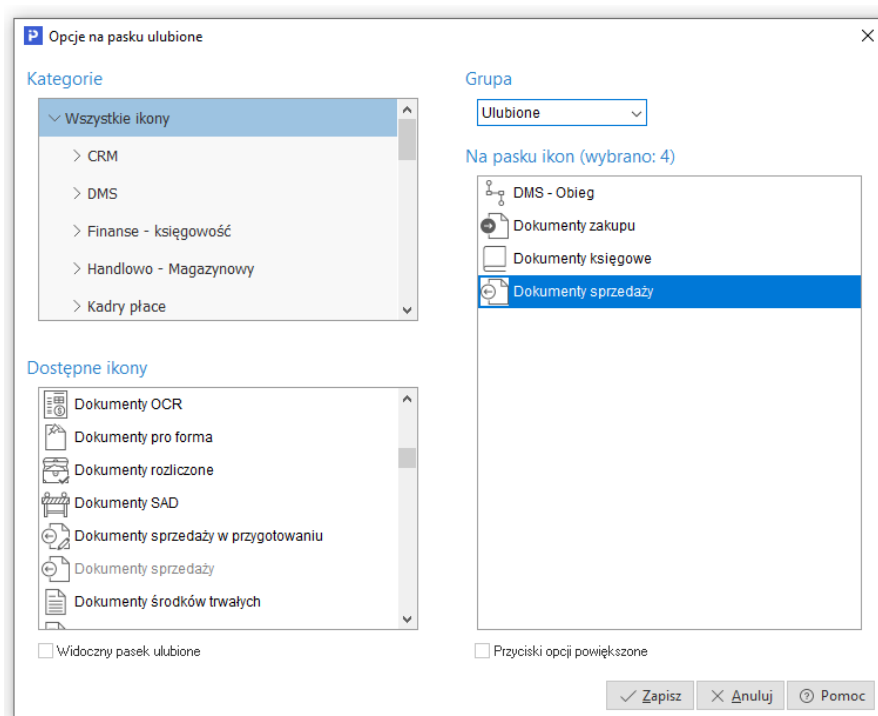 Opcje na pasku ulubione
Kategorie
Wszystkie ikony
CRM
DMS
Finanse - księgowość
Handlowo - Magazynowy
Kadry płace
Dostępne ikony
Dokumenty OCR
Dokumenty pro forma
Dokumenty rozliczone
Dokumenty SAD
Dokumenty sprzedaży w przygotowaniu
Dokumenty sprzedaży
Dokumenty środków trwałych
Widoczny pasek ulubione
Grupa
Ulubione
Na pasku ikon (wybrano: 4)
DMS - Obieg
Dokumenty zakupu
Dokumenty księgowe
Dokumenty sprzedaży
Przyciski opcji powiększone
Zapisz
Anuluj
Pomoc